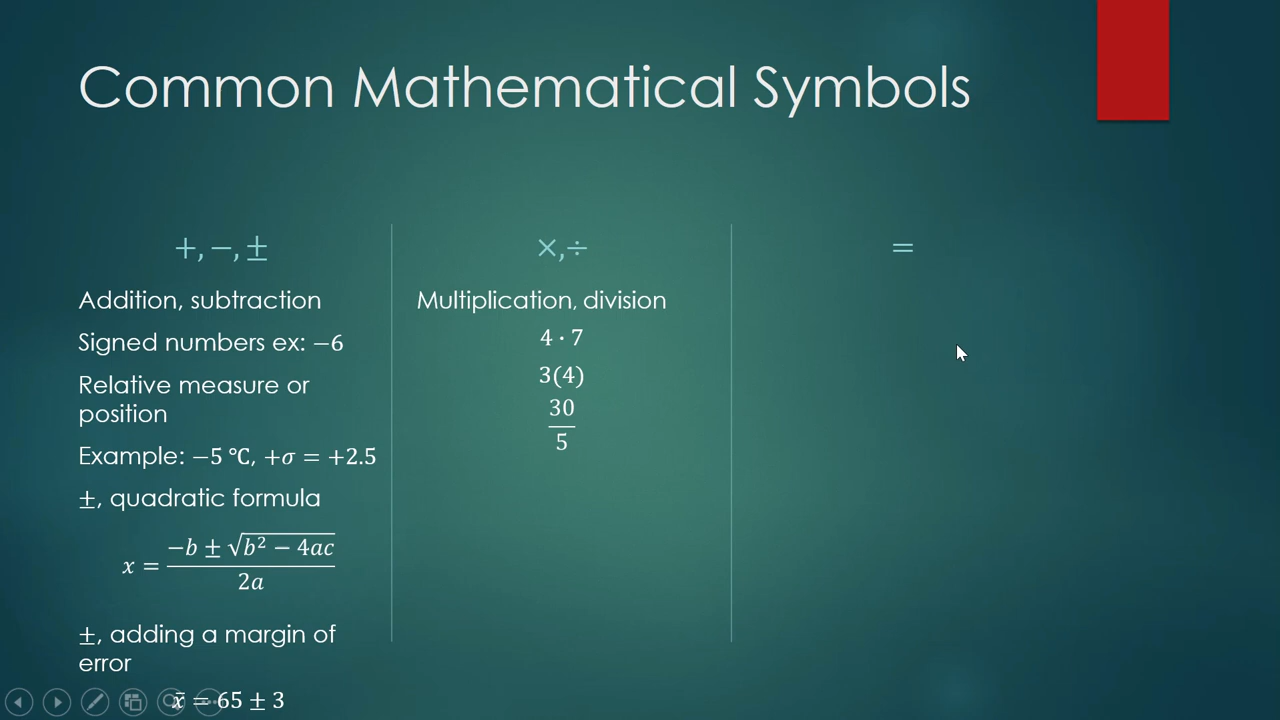 Common Mathematical Symbols
+, −, ±
Addition, subtraction
Signed numbers ex: −6
Relative measure or
position
Example: −5 ℃, +σ = +2.5
±, quadratic formula
x = (−b ± √(b² − 4ac)) / 2a
±, adding a margin of
error
x̄ = 65 ± 3
×,÷
Multiplication, division
4 · 7
3(4)
30
5
=